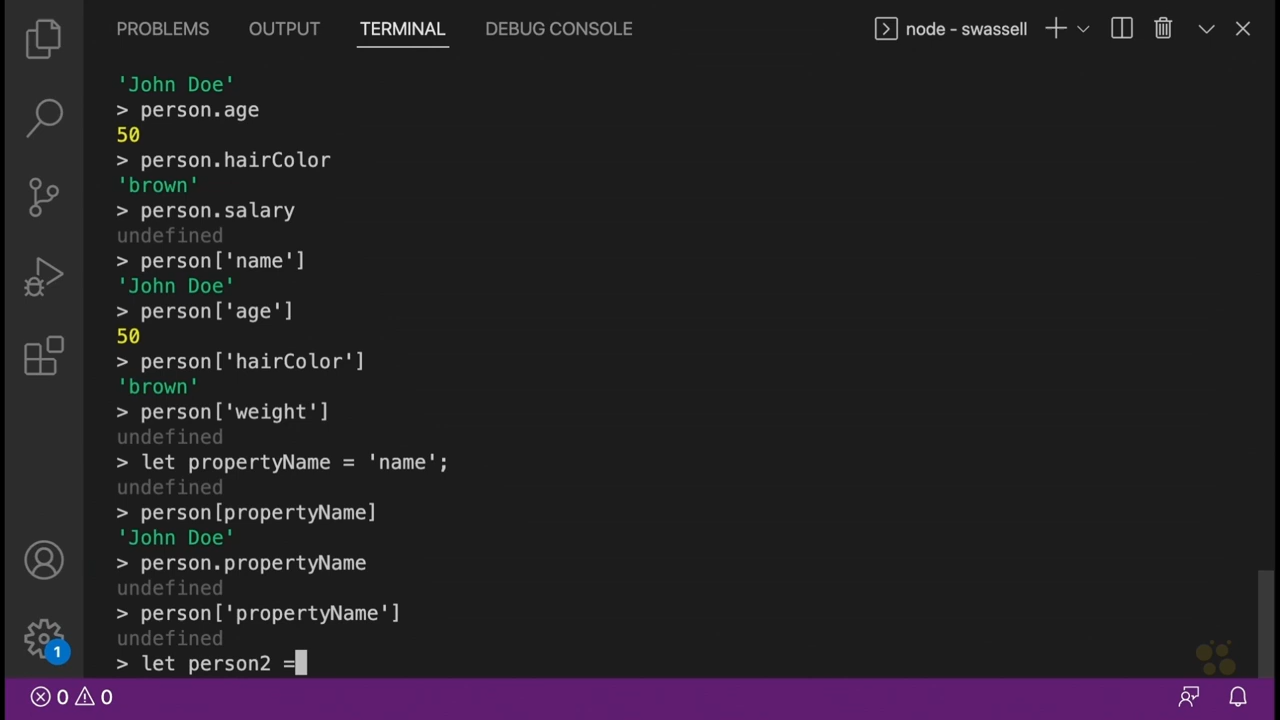 PROBLEMS OUTPUT TERMINAL DEBUG CONSOLE node - swassell
'John Doe'
> person.age
50
> person.hairColor
'brown'
> person.salary
undefined
> person['name']
'John Doe'
> person['age']
50
> person['hairColor']
'brown'
> person['weight']
undefined
> let propertyName = 'name';
undefined
> person[propertyName]
'John Doe'
> person.propertyName
undefined
> person['propertyName']
undefined
> let person2 =
1
0 0